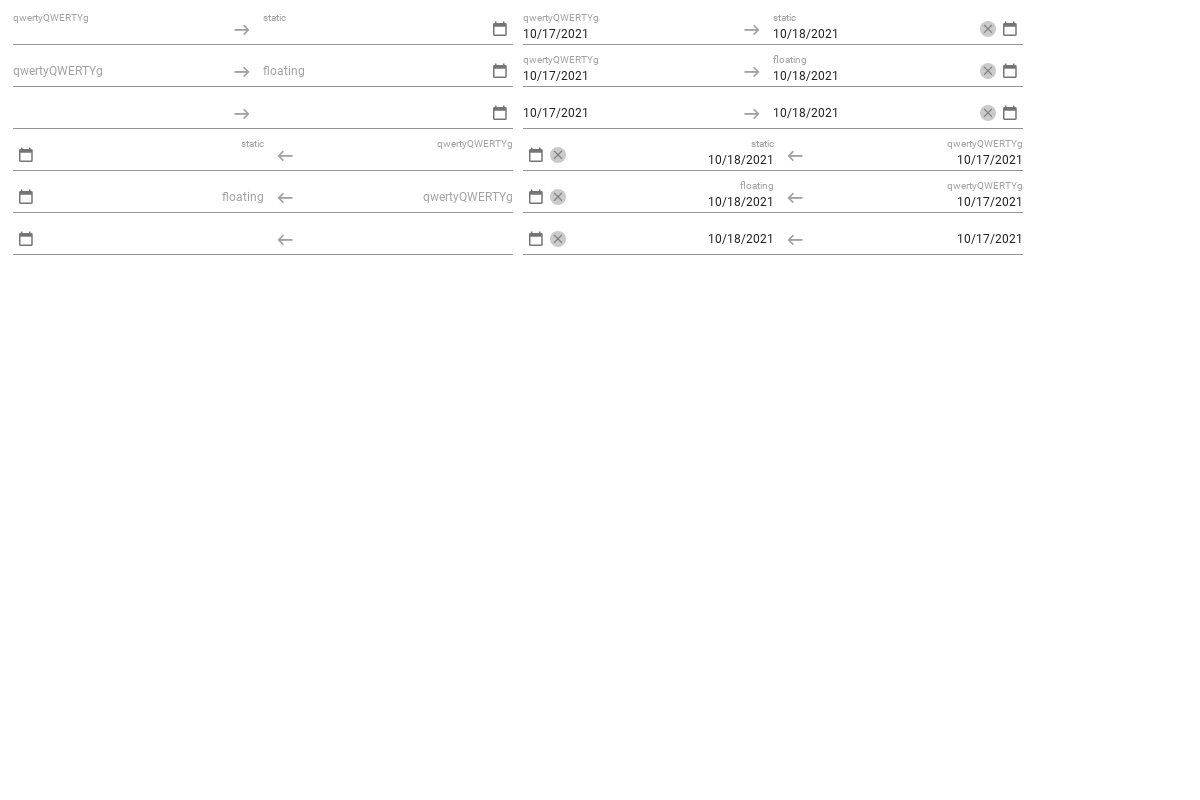 qwertyQWERTYg static qwertyQWERTYg static
10/17/2021 10/18/2021
qwertyQWERTYg floating qwertyQWERTYg floating
10/17/2021 10/18/2021
10/17/2021 10/18/2021
static qwertyQWERTYg static qwertyQWERTYg
10/18/2021 10/17/2021
floating qwertyQWERTYg floating qwertyQWERTYg
10/18/2021 10/17/2021
10/18/2021 10/17/2021